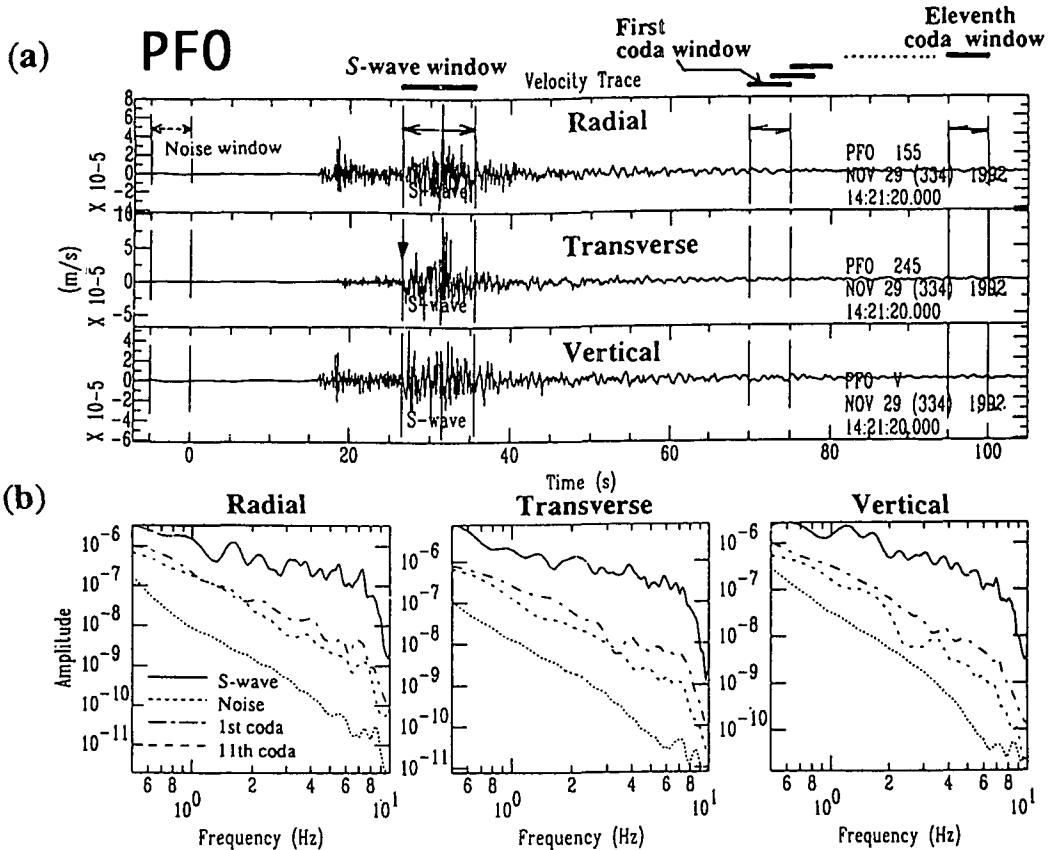 (a) PFO
S-wave window
Velocity Trace
First
coda window
Eleventh
coda window
Radial
Noise window
S-wave
PFO 155
NOV 29 (334) 1992
14:21:20.000
8
6
4
2
0
-2
-4
X 10-5
Transverse
S-wave
PFO 245
NOV 29 (334) 1992
14:21:20.000
10
5
0
-5
X 10-5
(m/s)
Vertical
S-wave
PFO V
NOV 29 (334) 1992
14:21:20.000
4
2
0
-2
-4
-6
X 10-5
0 20 40 60 80 100
Time (s)
(b)
Radial Transverse Vertical
Amplitude
10-6
10-7
10-8
10-9
10-10
10-11
S-wave
Noise
1st coda
11th coda
6 8 2 4 6 8
100 101
Frequency (Hz)
10-6
10-7
10-8
10-9
10-10
10-11
6 8 2 4 6 8
100 101
Frequency (Hz)
10-6
10-7
10-8
10-9
10-10
6 8 2 4 6 8
100 101
Frequency (Hz)